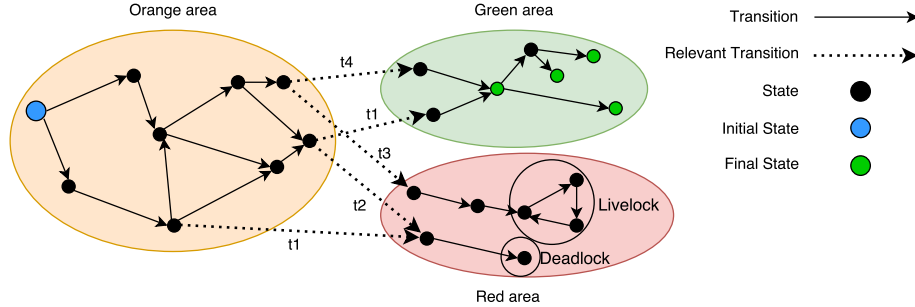 Orange area
Green area
Transition
Relevant Transition
State
Initial State
Final State
t4
t1
t3
t2
t1
Livelock
Deadlock
Red area